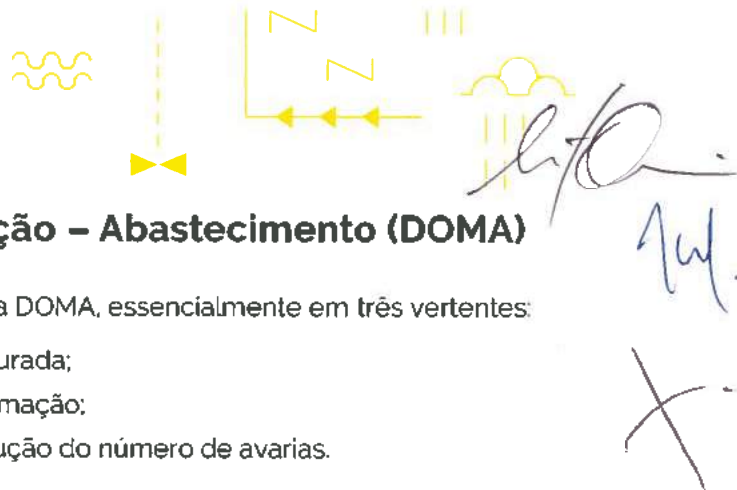 ção – Abastecimento (DOMA)
a DOMA, essencialmente em três vertentes:
urada;
mação;
ução do número de avarias.